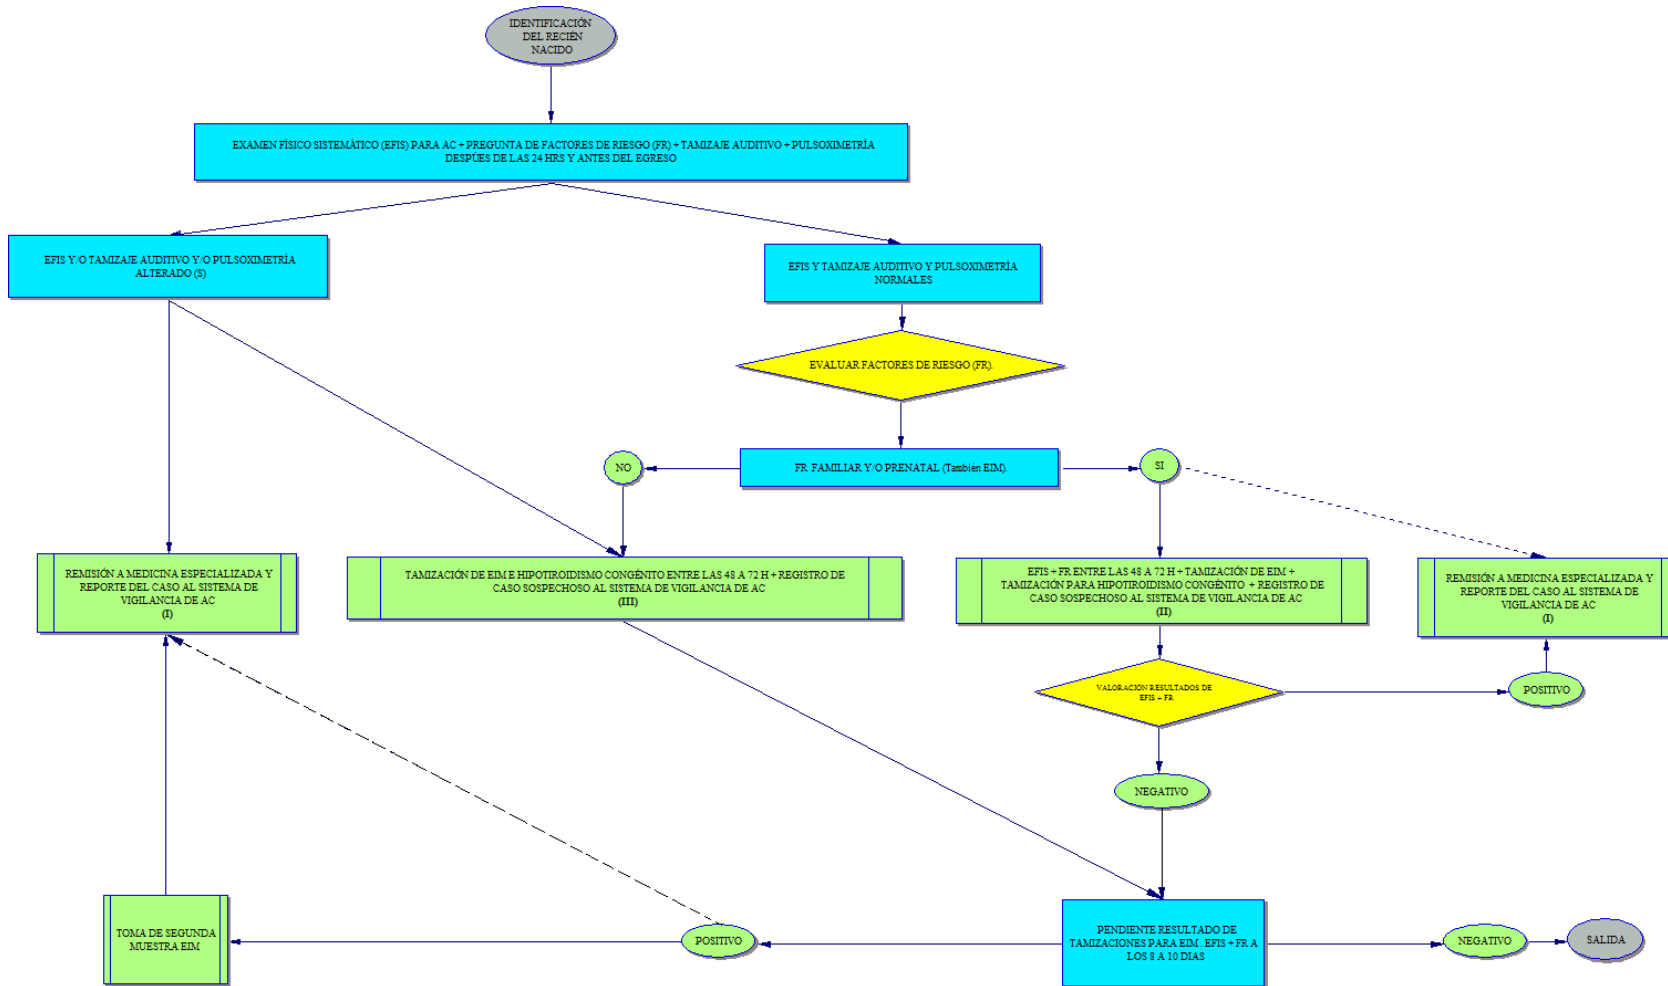 IDENTIFICACIÓN
DEL RECIÉN
NACIDO
EXAMEN FÍSICO SISTEMÁTICO (EFIS) PARA AC + PREGUNTA DE FACTORES DE RIESGO (FR) + TAMIZAJE AUDITIVO + PULSOXIMETRÍA
DESPÚES DE LAS 24 HRS Y ANTES DEL EGRESO
EFIS Y/O TAMIZAJE AUDITIVO Y/O PULSOXIMETRÍA
ALTERADO (S)
EFIS Y TAMIZAJE AUDITIVO Y PULSOXIMETRÍA
NORMALES
EVALUAR FACTORES DE RIESGO (FR).
NO
FR FAMILIAR Y/O PRENATAL (También EIM).
SI
REMISIÓN A MEDICINA ESPECIALIZADA Y
REPORTE DEL CASO AL SISTEMA DE
VIGILANCIA DE AC
(I)
TAMIZACIÓN DE EIM E HIPOTIROIDISMO CONGÉNITO ENTRE LAS 48 A 72 H + REGISTRO DE
CASO SOSPECHOSO AL SISTEMA DE VIGILANCIA DE AC
(III)
EFIS + FR ENTRE LAS 48 A 72 H + TAMIZACIÓN DE EIM +
TAMIZACIÓN PARA HIPOTIROIDISMO CONGÉNITO + REGISTRO DE
CASO SOSPECHOSO AL SISTEMA DE VIGILANCIA DE AC
(II)
REMISIÓN A MEDICINA ESPECIALIZADA Y
REPORTE DEL CASO AL SISTEMA DE
VIGILANCIA DE AC
(I)
VALORACIÓN RESULTADOS DE
EFIS + FR
POSITIVO
NEGATIVO
TOMA DE SEGUNDA
MUESTRA EIM
POSITIVO
PENDIENTE RESULTADO DE
TAMIZACIONES PARA EIM. EFIS + FR A
LOS 8 A 10 DIAS
NEGATIVO
SALIDA